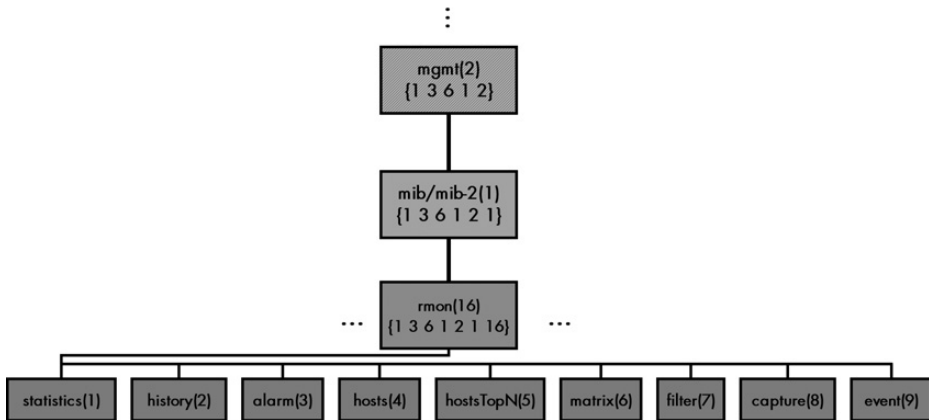 mgmt(2)
{1 3 6 1 2}
mib/mib-2(1)
{1 3 6 1 2 1}
rmon(16)
{1 3 6 1 2 1 16}
statistics(1) history(2) alarm(3) hosts(4) hostsTopN(5) matrix(6) filter(7) capture(8) event(9)